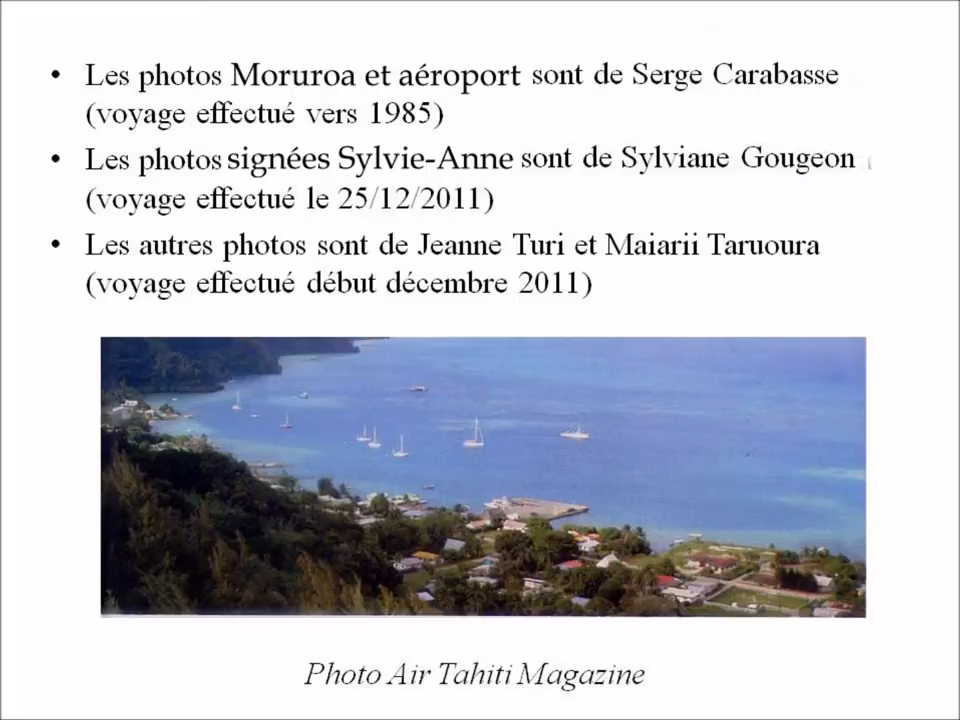 • Les photos Moruroa et aéroport sont de Serge Carabasse
(voyage effectué vers 1985)
• Les photos signées Sylvie-Anne sont de Sylviane Gougeon
(voyage effectué le 25/12/2011)
• Les autres photos sont de Jeanne Turi et Maiarii Taruoura
(voyage effectué début décembre 2011)
Photo Air Tahiti Magazine